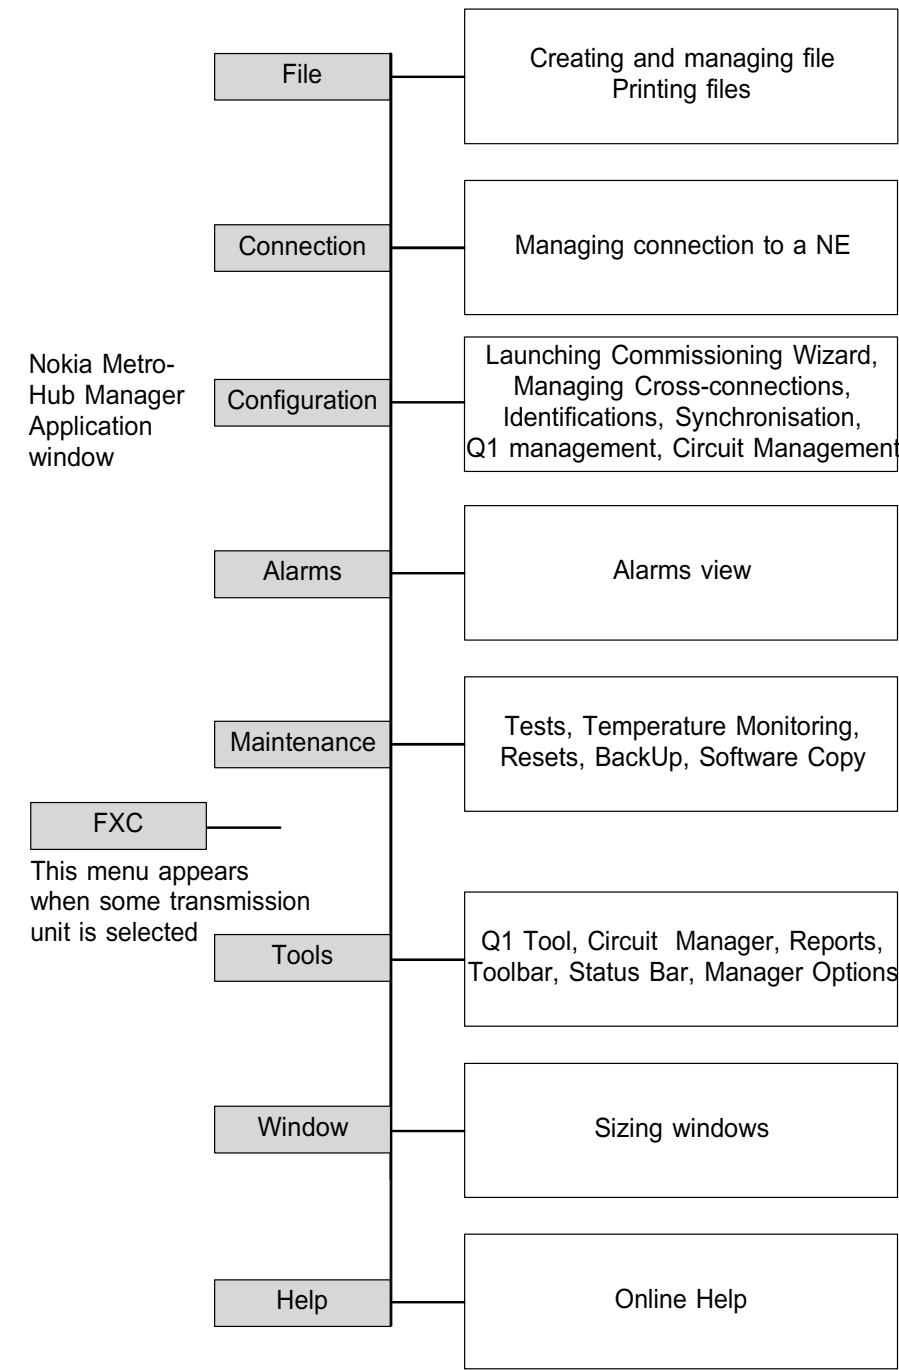 File
Creating and managing file
Printing files
Connection
Managing connection to a NE
Nokia Metro-
Hub Manager
Application
window
Configuration
Launching Commissioning Wizard,
Managing Cross-connections,
Identifications, Synchronisation,
Q1 management, Circuit Management
Alarms
Alarms view
Maintenance
Tests, Temperature Monitoring,
Resets, BackUp, Software Copy
FXC
This menu appears
when some transmission
unit is selected
Tools
Q1 Tool, Circuit Manager, Reports,
Toolbar, Status Bar, Manager Options
Window
Sizing windows
Help
Online Help